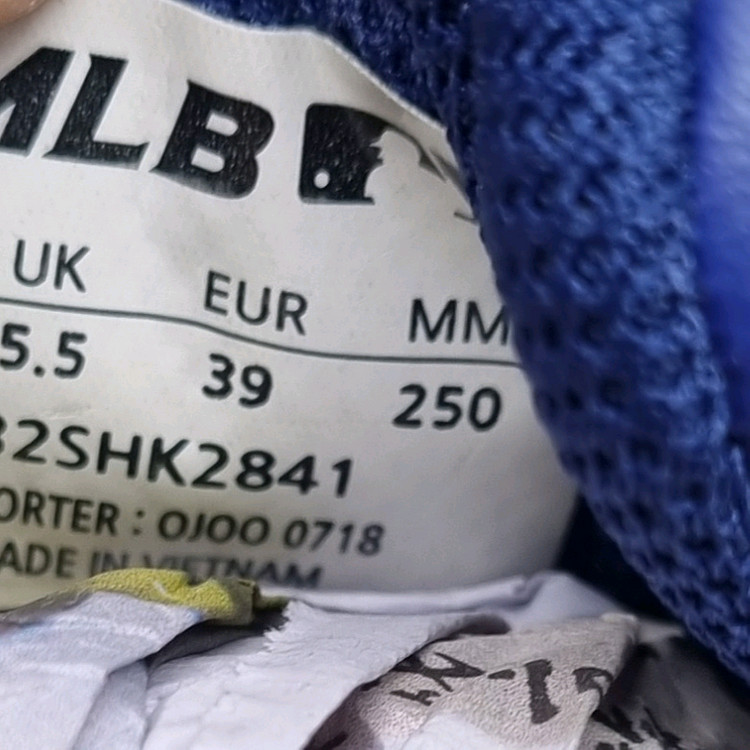 MLB
UK EUR MM
5.5 39 250
32SHK2841
ORTER : OJOO 0718
ADE IN VIETNAM